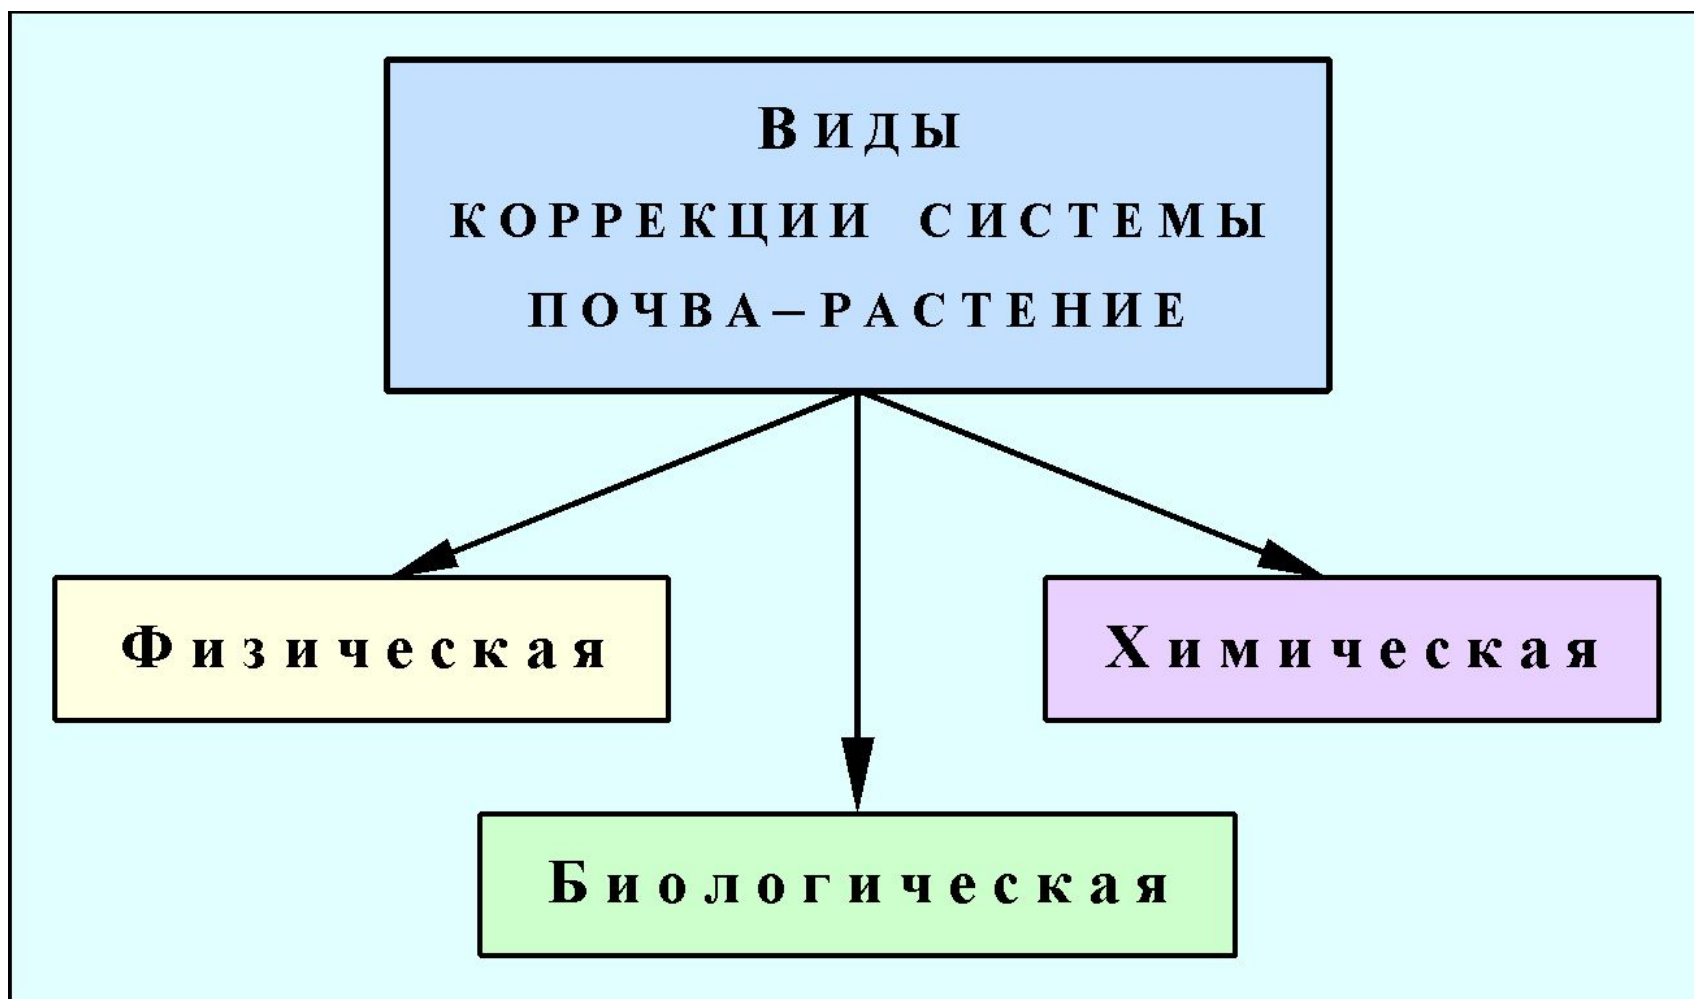 Виды
коррекции системы
почва–растение
Физическая
Химическая
Биологическая